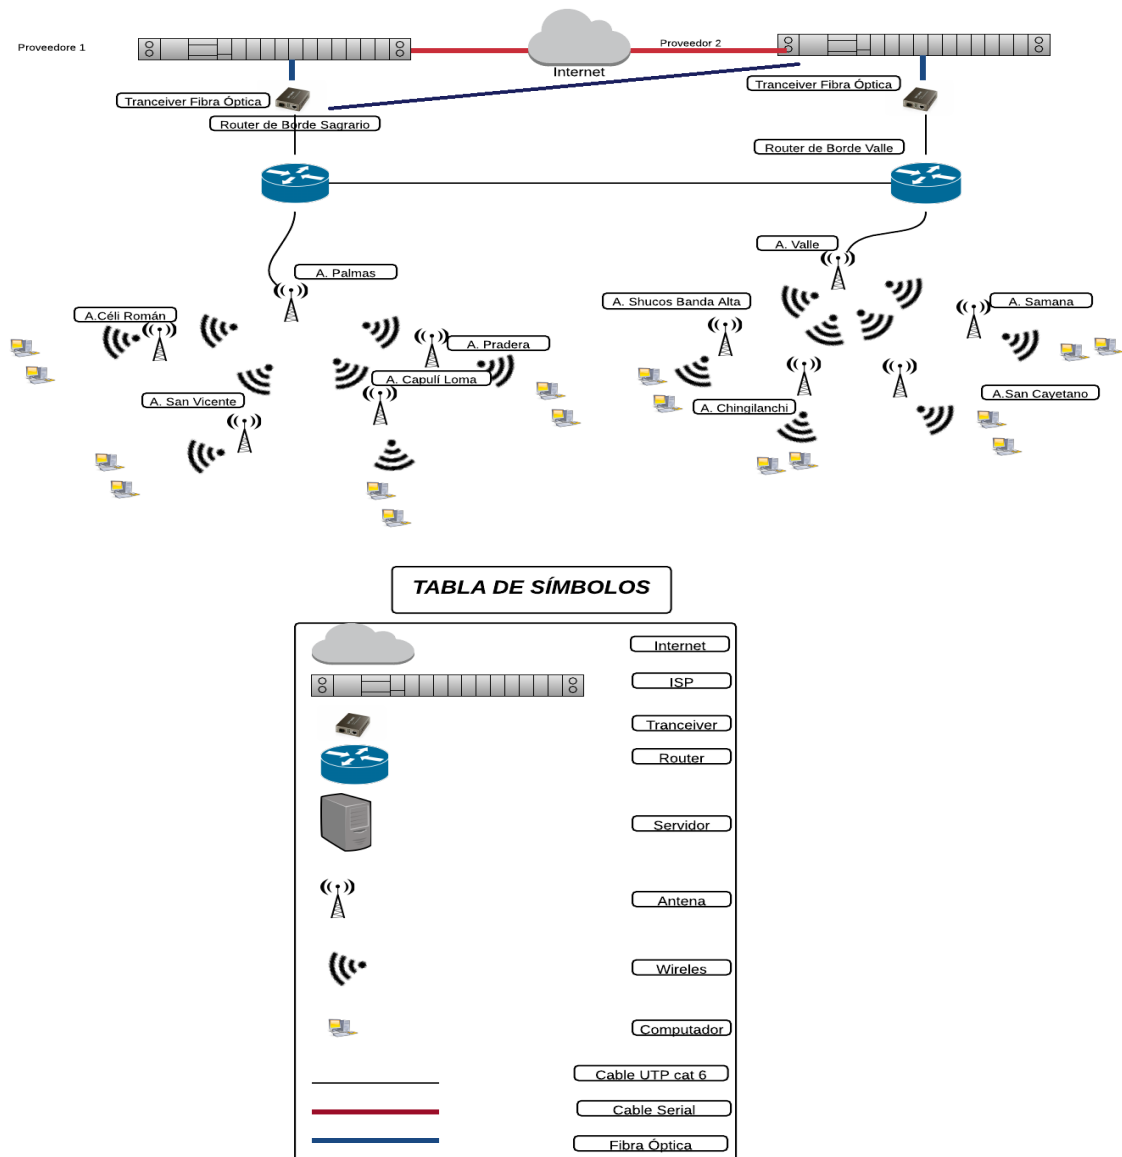 Proveedore 1
Proveedor 2
Internet
Tranceiver Fibra Óptica
Tranceiver Fibra Óptica
Router de Borde Sagrario
Router de Borde Valle
A. Valle
A. Palmas
A. Shucos Banda Alta
A. Samana
A.Céli Román
A. Pradera
A. Capulí Loma
A.San Cayetano
A. San Vicente
A. Chingilanchi
TABLA DE SÍMBOLOS
Internet
ISP
Tranceiver
Router
Servidor
Antena
Wireles
Computador
Cable UTP cat 6
Cable Serial
Fibra Óptica